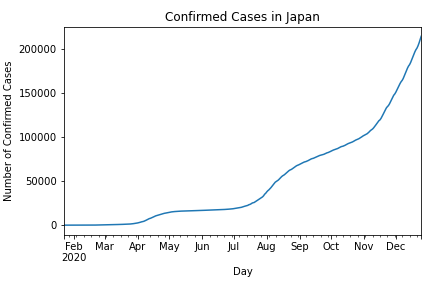 Confirmed Cases in Japan
Number of Confirmed Cases
200000
150000
100000
50000
0
Feb Mar Apr May Jun Jul Aug Sep Oct Nov Dec
2020
Day